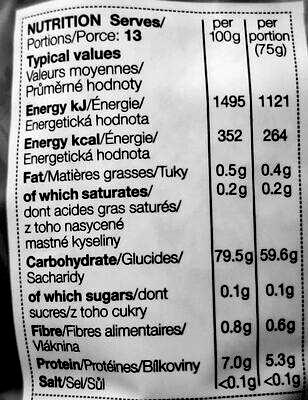 NUTRITION Serves/ per per
Portions/Porce: 13 100g portion
Typical values (75g)
Valeurs moyennes/
Průměrné hodnoty
Energy kJ/Énergie/ 1495 1121
Energetická hodnota
Energy kcal/Énergie/ 352 264
Energetická hodnota
Fat/Matières grasses/Tuky 0.5g 0.4g
of which saturates/ 0.2g 0.2g
dont acides gras saturés/
z toho nasycené
mastné kyseliny
Carbohydrate/Glucides/ 79.5g 59.6g
Sacharidy
of which sugars/dont 0.1g 0.1g
sucres/z toho cukry
Fibre/Fibres alimentaires/ 0.8g 0.6g
Vláknina
Protein/Protéines/Bílkoviny 7.0g 5.3g
Salt/Sel/Sůl <0.1g <0.1g